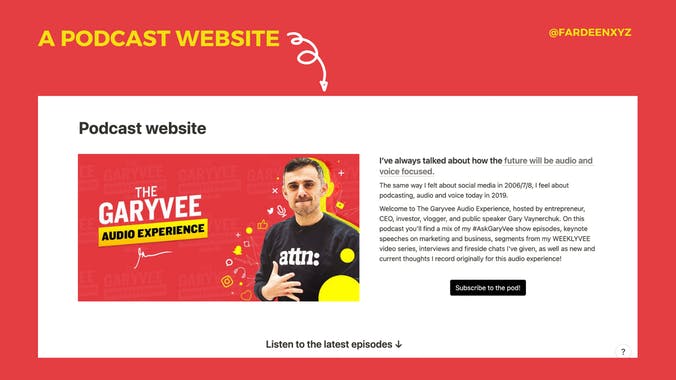 A PODCAST WEBSITE
@FARDEENXYZ
Podcast website
THE
GARYVEE
AUDIO EXPERIENCE
attn:
I've always talked about how the future will be audio and
voice focused.
The same way I felt about social media in 2006/7/8, I feel about
podcasting, audio and voice today in 2019.
Welcome to The Garyvee Audio Experience, hosted by entrepreneur,
CEO, investor, vlogger, and public speaker Gary Vaynerchuk. On this
podcast you'll find a mix of my #AskGaryVee show episodes, keynote
speeches on marketing and business, segments from my WEEKLYVEE
video series, interviews and fireside chats I've given, as well as new and
current thoughts I record originally for this audio experience!
Subscribe to the pod!
Listen to the latest episodes ↓
?